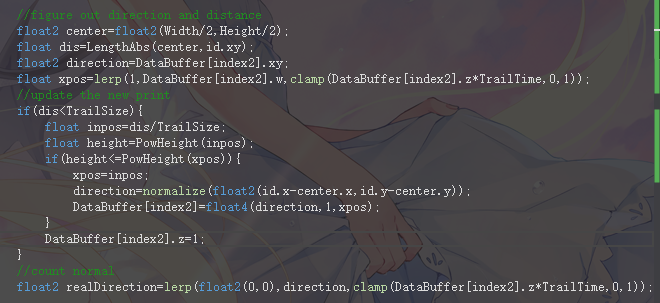 //figure out direction and distance
float2 center=float2(Width/2,Height/2);
float dis=LengthAbs(center,id.xy);
float2 direction=DataBuffer[index2].xy;
float xpos=lerp(1,DataBuffer[index2].w,clamp(DataBuffer[index2].z*TrailTime,0,1));
//update the new print
if(dis<TrailSize){
    float inpos=dis/TrailSize;
    float height=PowHeight(inpos);
    if(height<=PowHeight(xpos)){
        xpos=inpos;
        direction=normalize(float2(id.x-center.x,id.y-center.y));
        DataBuffer[index2]=float4(direction,1,xpos);
    }
    DataBuffer[index2].z=1;
}
//count normal
float2 realDirection=lerp(float2(0,0),direction,clamp(DataBuffer[index2].z*TrailTime,0,1));